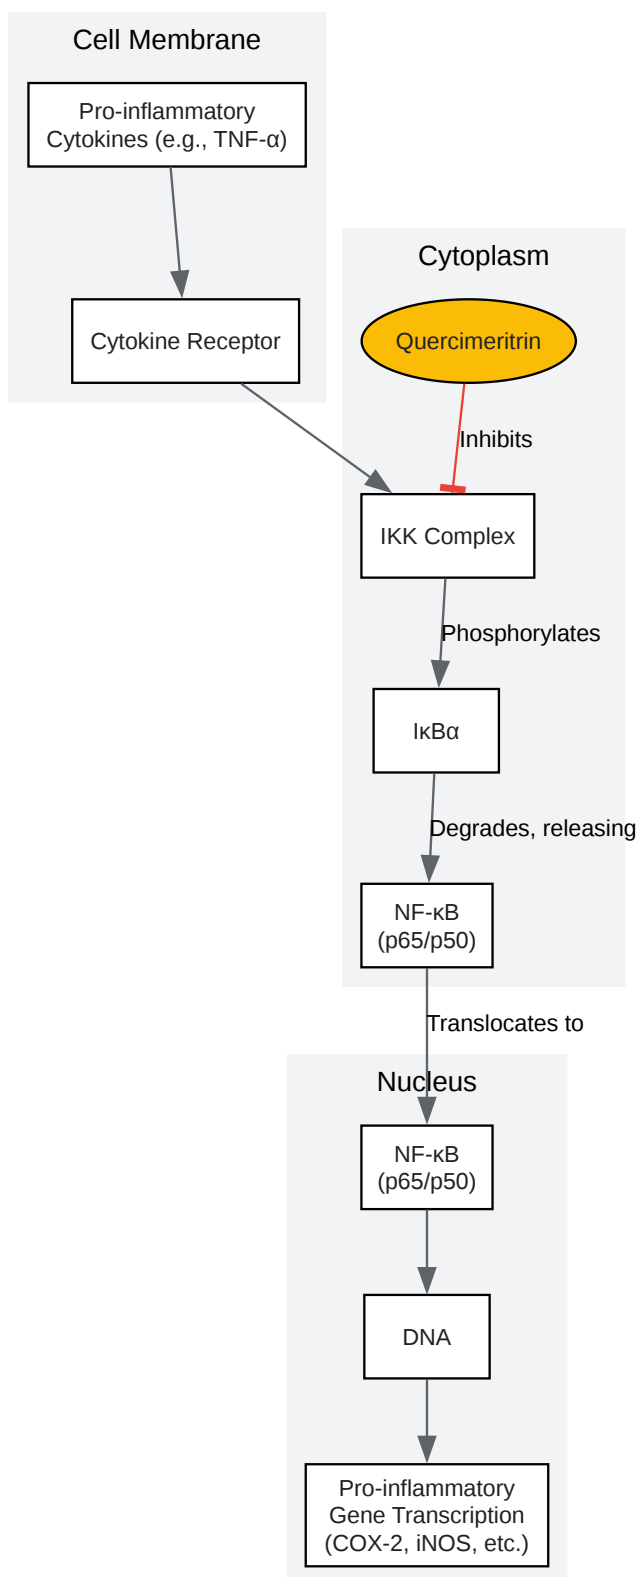 Cell Membrane
Pro-inflammatory
Cytokines (e.g., TNF-α)
Cytokine Receptor
Cytoplasm
Quercimeritrin
Inhibits
IKK Complex
Phosphorylates
IκBα
Degrades, releasing
NF-κB
(p65/p50)
Translocates to
Nucleus
NF-κB
(p65/p50)
DNA
Pro-inflammatory
Gene Transcription
(COX-2, iNOS, etc.)